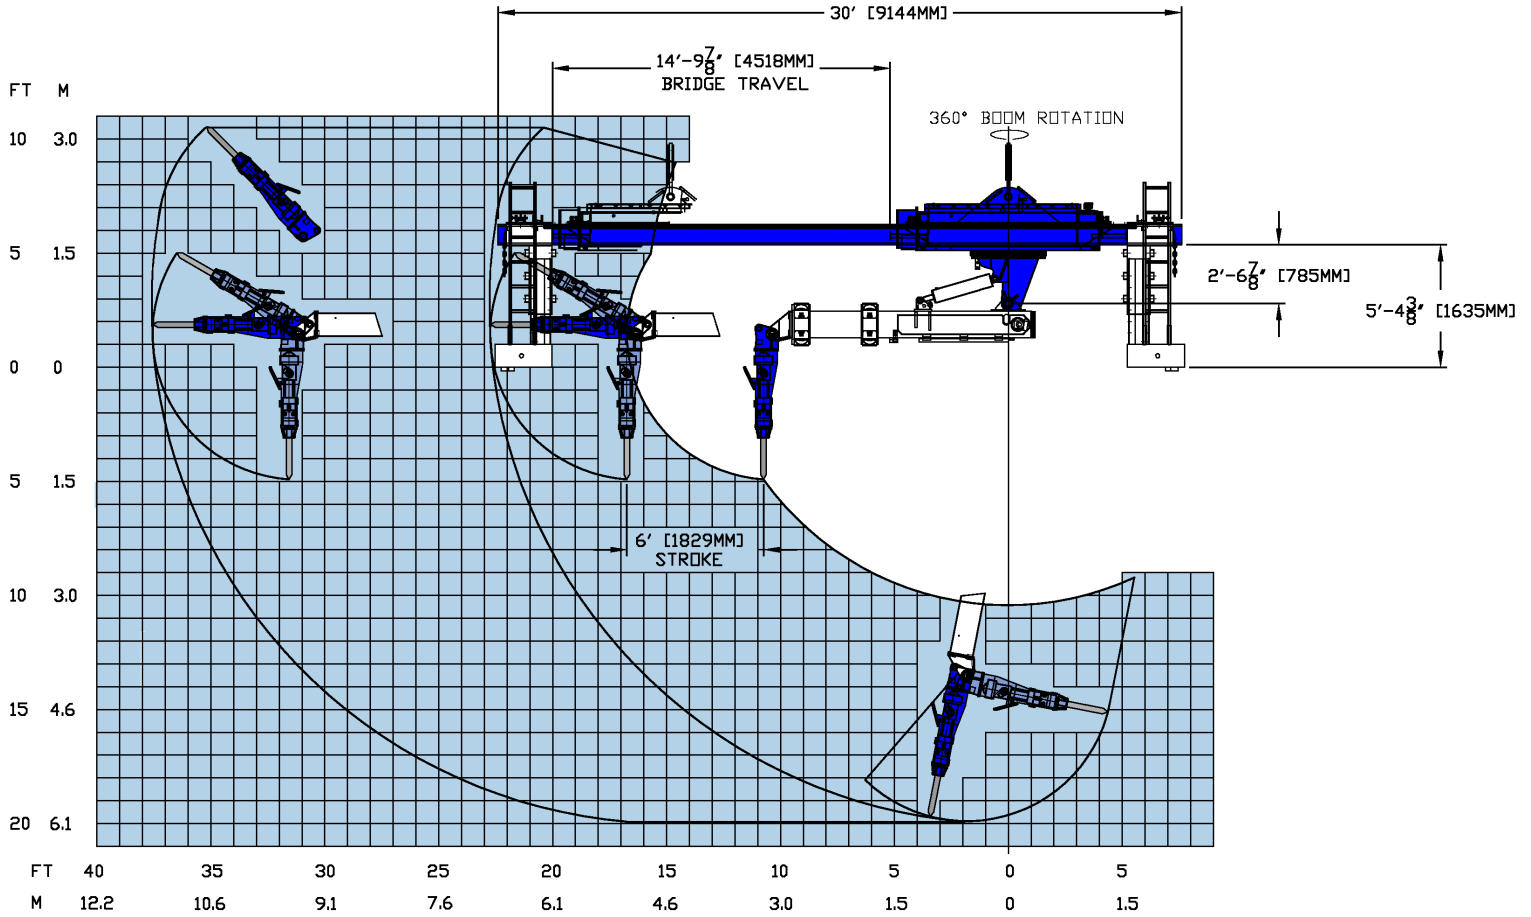 30' [9144MM]
14'-9 7/8" [4518MM]
BRIDGE TRAVEL
FT M
360° BOOM ROTATION
10 3.0
5 1.5
2'-6 7/8" [785MM]
5'-4 3/8" [1635MM]
0 0
5 1.5
6' [1829MM]
STROKE
10 3.0
15 4.6
20 6.1
FT 40 35 30 25 20 15 10 5 0 5
M 12.2 10.6 9.1 7.6 6.1 4.6 3.0 1.5 0 1.5